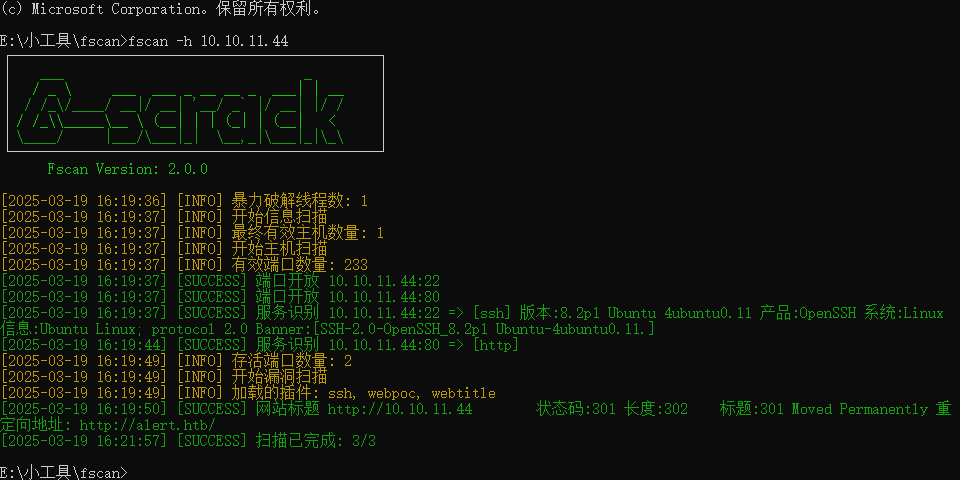 (c) Microsoft Corporation。保留所有权利。
E:\小工具\fscan>fscan -h 10.10.11.44
Fscan Version: 2.0.0
[2025-03-19 16:19:36] [INFO] 暴力破解线程数: 1
[2025-03-19 16:19:37] [INFO] 开始信息扫描
[2025-03-19 16:19:37] [INFO] 最终有效主机数量: 1
[2025-03-19 16:19:37] [INFO] 开始主机扫描
[2025-03-19 16:19:37] [INFO] 有效端口数量: 233
[2025-03-19 16:19:37] [SUCCESS] 端口开放 10.10.11.44:22
[2025-03-19 16:19:37] [SUCCESS] 端口开放 10.10.11.44:80
[2025-03-19 16:19:37] [SUCCESS] 服务识别 10.10.11.44:22 => [ssh] 版本:8.2p1 Ubuntu 4ubuntu0.11 产品:OpenSSH 系统:Linux
信息:Ubuntu Linux; protocol 2.0 Banner:[SSH-2.0-OpenSSH_8.2p1 Ubuntu-4ubuntu0.11.]
[2025-03-19 16:19:44] [SUCCESS] 服务识别 10.10.11.44:80 => [http]
[2025-03-19 16:19:49] [INFO] 存活端口数量: 2
[2025-03-19 16:19:49] [INFO] 开始漏洞扫描
[2025-03-19 16:19:49] [INFO] 加载的插件: ssh, webpoc, webtitle
[2025-03-19 16:19:50] [SUCCESS] 网站标题 http://10.10.11.44 状态码:301 长度:302 标题:301 Moved Permanently 重
定向地址: http://alert.htb/
[2025-03-19 16:21:57] [SUCCESS] 扫描已完成: 3/3
E:\小工具\fscan>